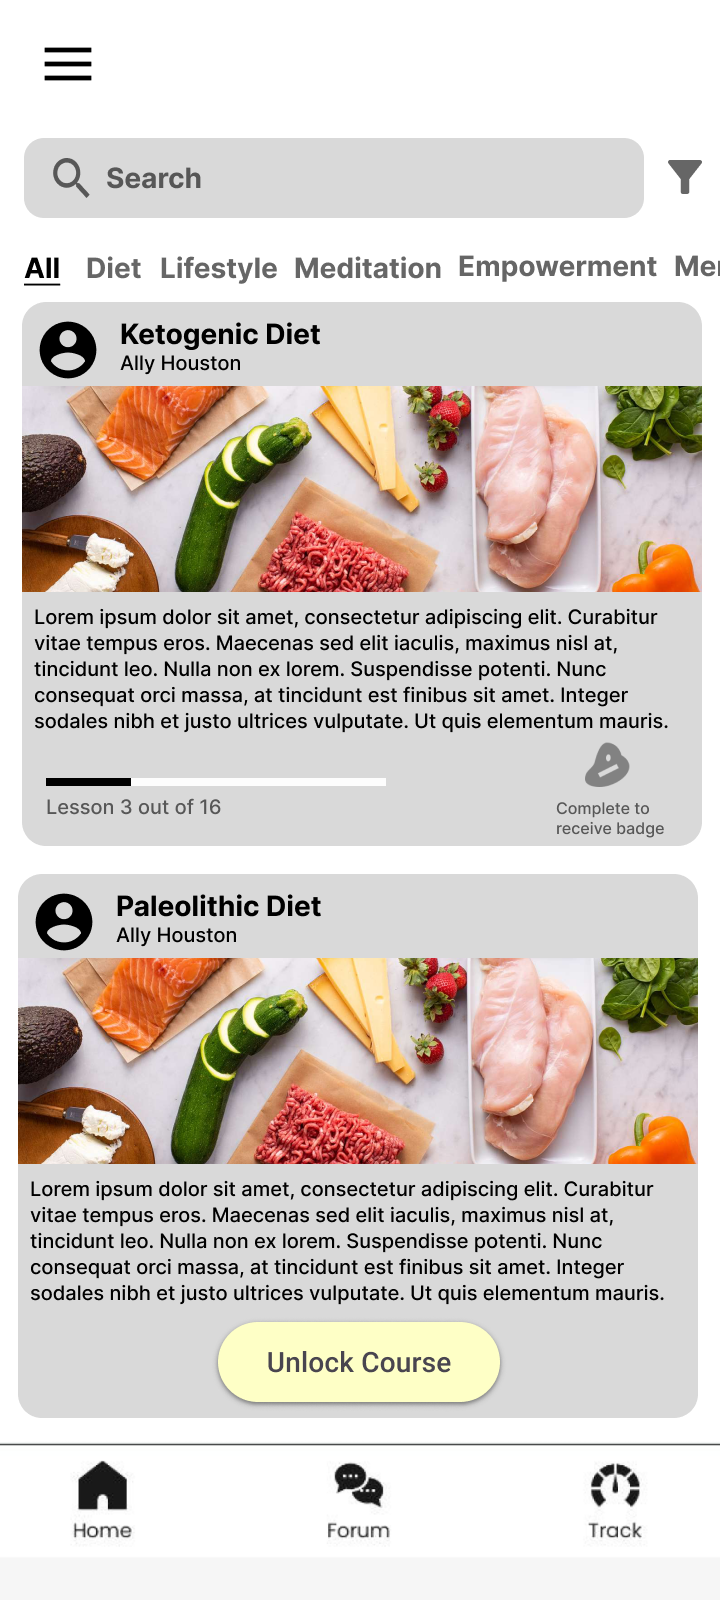 Search
All Diet Lifestyle Meditation Empowerment Mer
Ketogenic Diet
Ally Houston
Lorem ipsum dolor sit amet, consectetur adipiscing elit. Curabitur
vitae tempus eros. Maecenas sed elit iaculis, maximus nisl at,
tincidunt leo. Nulla non ex lorem. Suspendisse potenti. Nunc
consequat orci massa, at tincidunt est finibus sit amet. Integer
sodales nibh et justo ultrices vulputate. Ut quis elementum mauris.
Lesson 3 out of 16
Complete to
receive badge
Paleolithic Diet
Ally Houston
Lorem ipsum dolor sit amet, consectetur adipiscing elit. Curabitur
vitae tempus eros. Maecenas sed elit iaculis, maximus nisl at,
tincidunt leo. Nulla non ex lorem. Suspendisse potenti. Nunc
consequat orci massa, at tincidunt est finibus sit amet. Integer
sodales nibh et justo ultrices vulputate. Ut quis elementum mauris.
Unlock Course
Home Forum Track